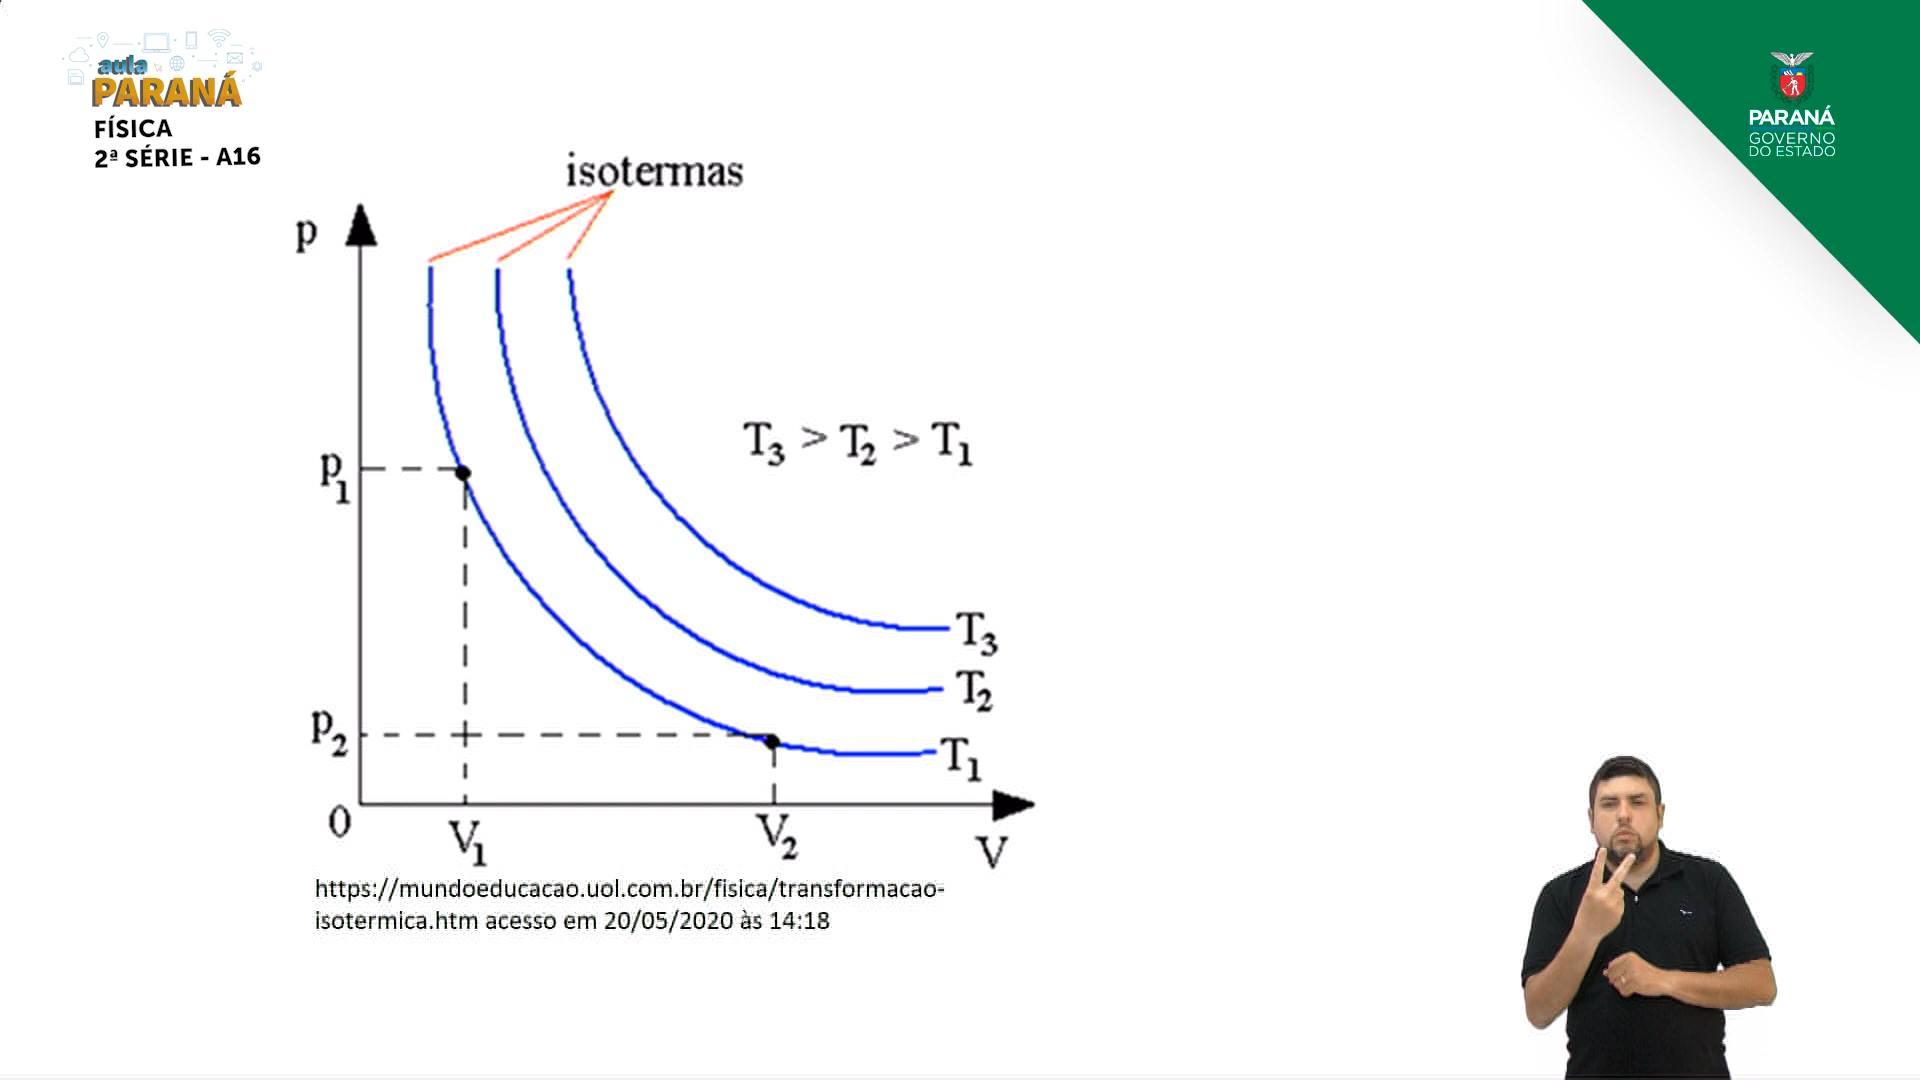 aula
PARANÁ
FÍSICA
2ª SÉRIE - A16
PARANÁ
GOVERNO
DO ESTADO
isotermas
p
T3 > T2 > T1
p1
T3
T2
p2
T1
0
V1
V2
V
https://mundoeducacao.uol.com.br/fisica/transformacao-
isotermica.htm acesso em 20/05/2020 às 14:18